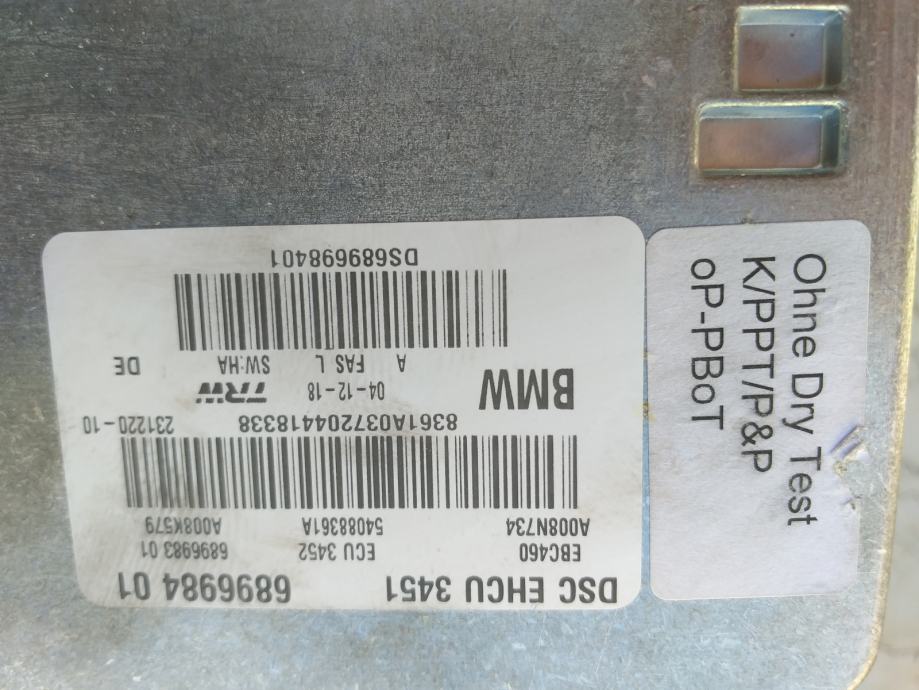 DSC EHCU 3451 6896984 01
EBC460 ECU 3452 6896983 01
A008N734 54088361A A008K579
8361A037204418338 231220-10
BMW 04-12-18 TRW
A FAS L SW:HA DE
DS689698401
Ohne Dry Test
K/PPT/P&P
oP-PBoT